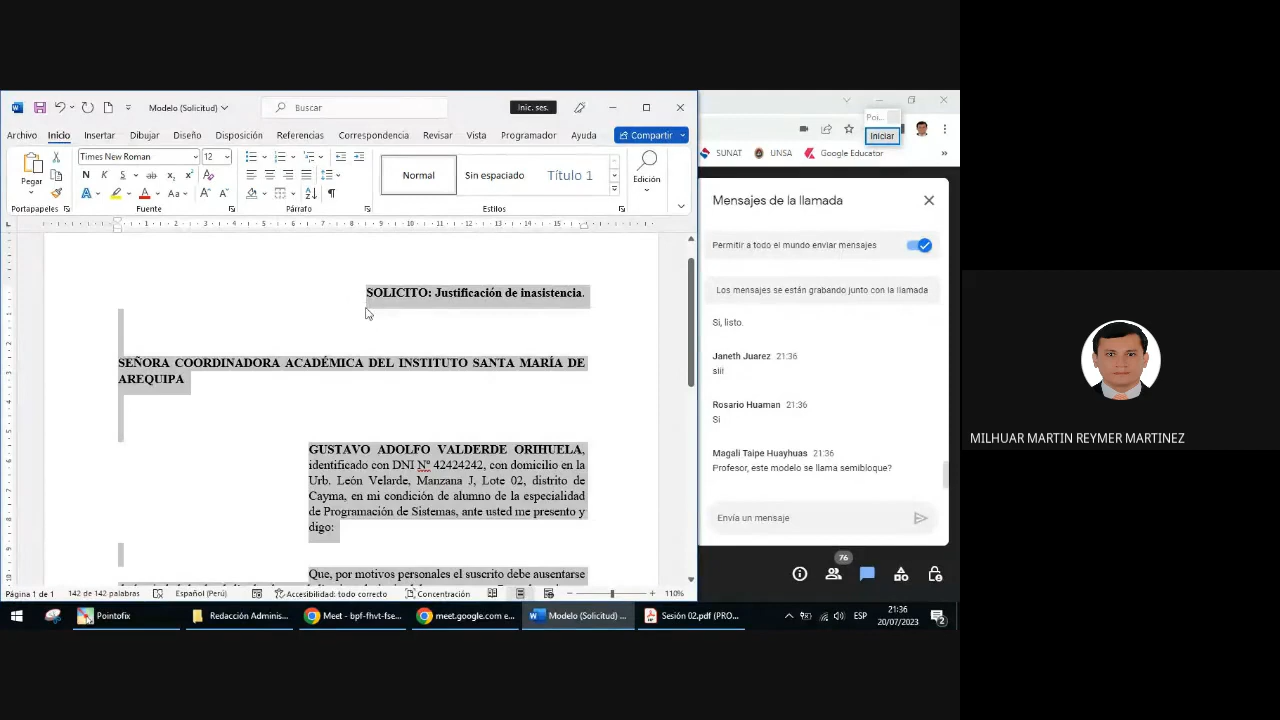 Modelo (Solicitud)
Buscar
Inic. ses.
Archivo Inicio Insertar Dibujar Diseño Disposición Referencias Correspondencia Revisar Vista Programador Ayuda Compartir
Times New Roman 12
Pegar
N K S ab x₂ x²
Aa
Normal
Sin espaciado
Título 1
Edición
Portapapeles Fuente Párrafo Estilos
SOLICITO: Justificación de inasistencia.
SEÑORA COORDINADORA ACADÉMICA DEL INSTITUTO SANTA MARÍA DE
AREQUIPA
GUSTAVO ADOLFO VALDERDE ORIHUELA,
identificado con DNI Nº 42424242, con domicilio en la
Urb. León Velarde, Manzana J, Lote 02, distrito de
Cayma, en mi condición de alumno de la especialidad
de Programación de Sistemas, ante usted me presento y
digo:
Que, por motivos personales el suscrito debe ausentarse
Página 1 de 1 142 de 142 palabras Español (Perú) Accesibilidad: todo correcto Concentración 110%
Poi...
Iniciar
SUNAT UNSA Google Educator
Mensajes de la llamada
Permitir a todo el mundo enviar mensajes
Los mensajes se están grabando junto con la llamada
Si, listo.
Janeth Juarez 21:36
siii
Rosario Huaman 21:36
Si
Magali Taipe Huayhuas 21:36
Profesor, este modelo se llama semibloque?
Envía un mensaje
76
Pointofix
Redacción Adminis...
Meet - bpf-fhvt-fse...
meet.google.com e...
Modelo (Solicitud) ...
Sesión 02.pdf (PRO...
ESP
21:36
20/07/2023
2
MILHUAR MARTIN REYMER MARTINEZ